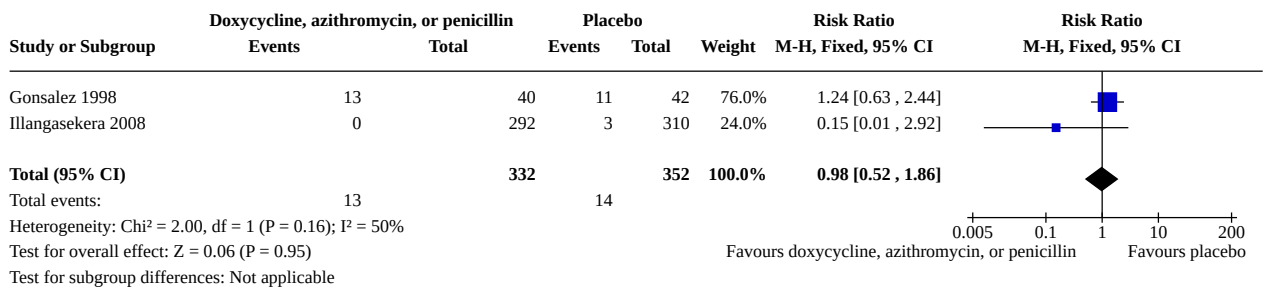 Doxycycline, azithromycin, or penicillin Placebo Risk Ratio Risk Ratio
Study or Subgroup Events Total Events Total Weight M-H, Fixed, 95% CI M-H, Fixed, 95% CI
Gonsalez 1998 13 40 11 42 76.0% 1.24 [0.63 , 2.44]
Illangasekera 2008 0 292 3 310 24.0% 0.15 [0.01 , 2.92]
Total (95% CI) 332 352 100.0% 0.98 [0.52 , 1.86]
Total events: 13 14
Heterogeneity: Chi² = 2.00, df = 1 (P = 0.16); I² = 50%
0.005 0.1 1 10 200
Test for overall effect: Z = 0.06 (P = 0.95) Favours doxycycline, azithromycin, or penicillin Favours placebo
Test for subgroup differences: Not applicable